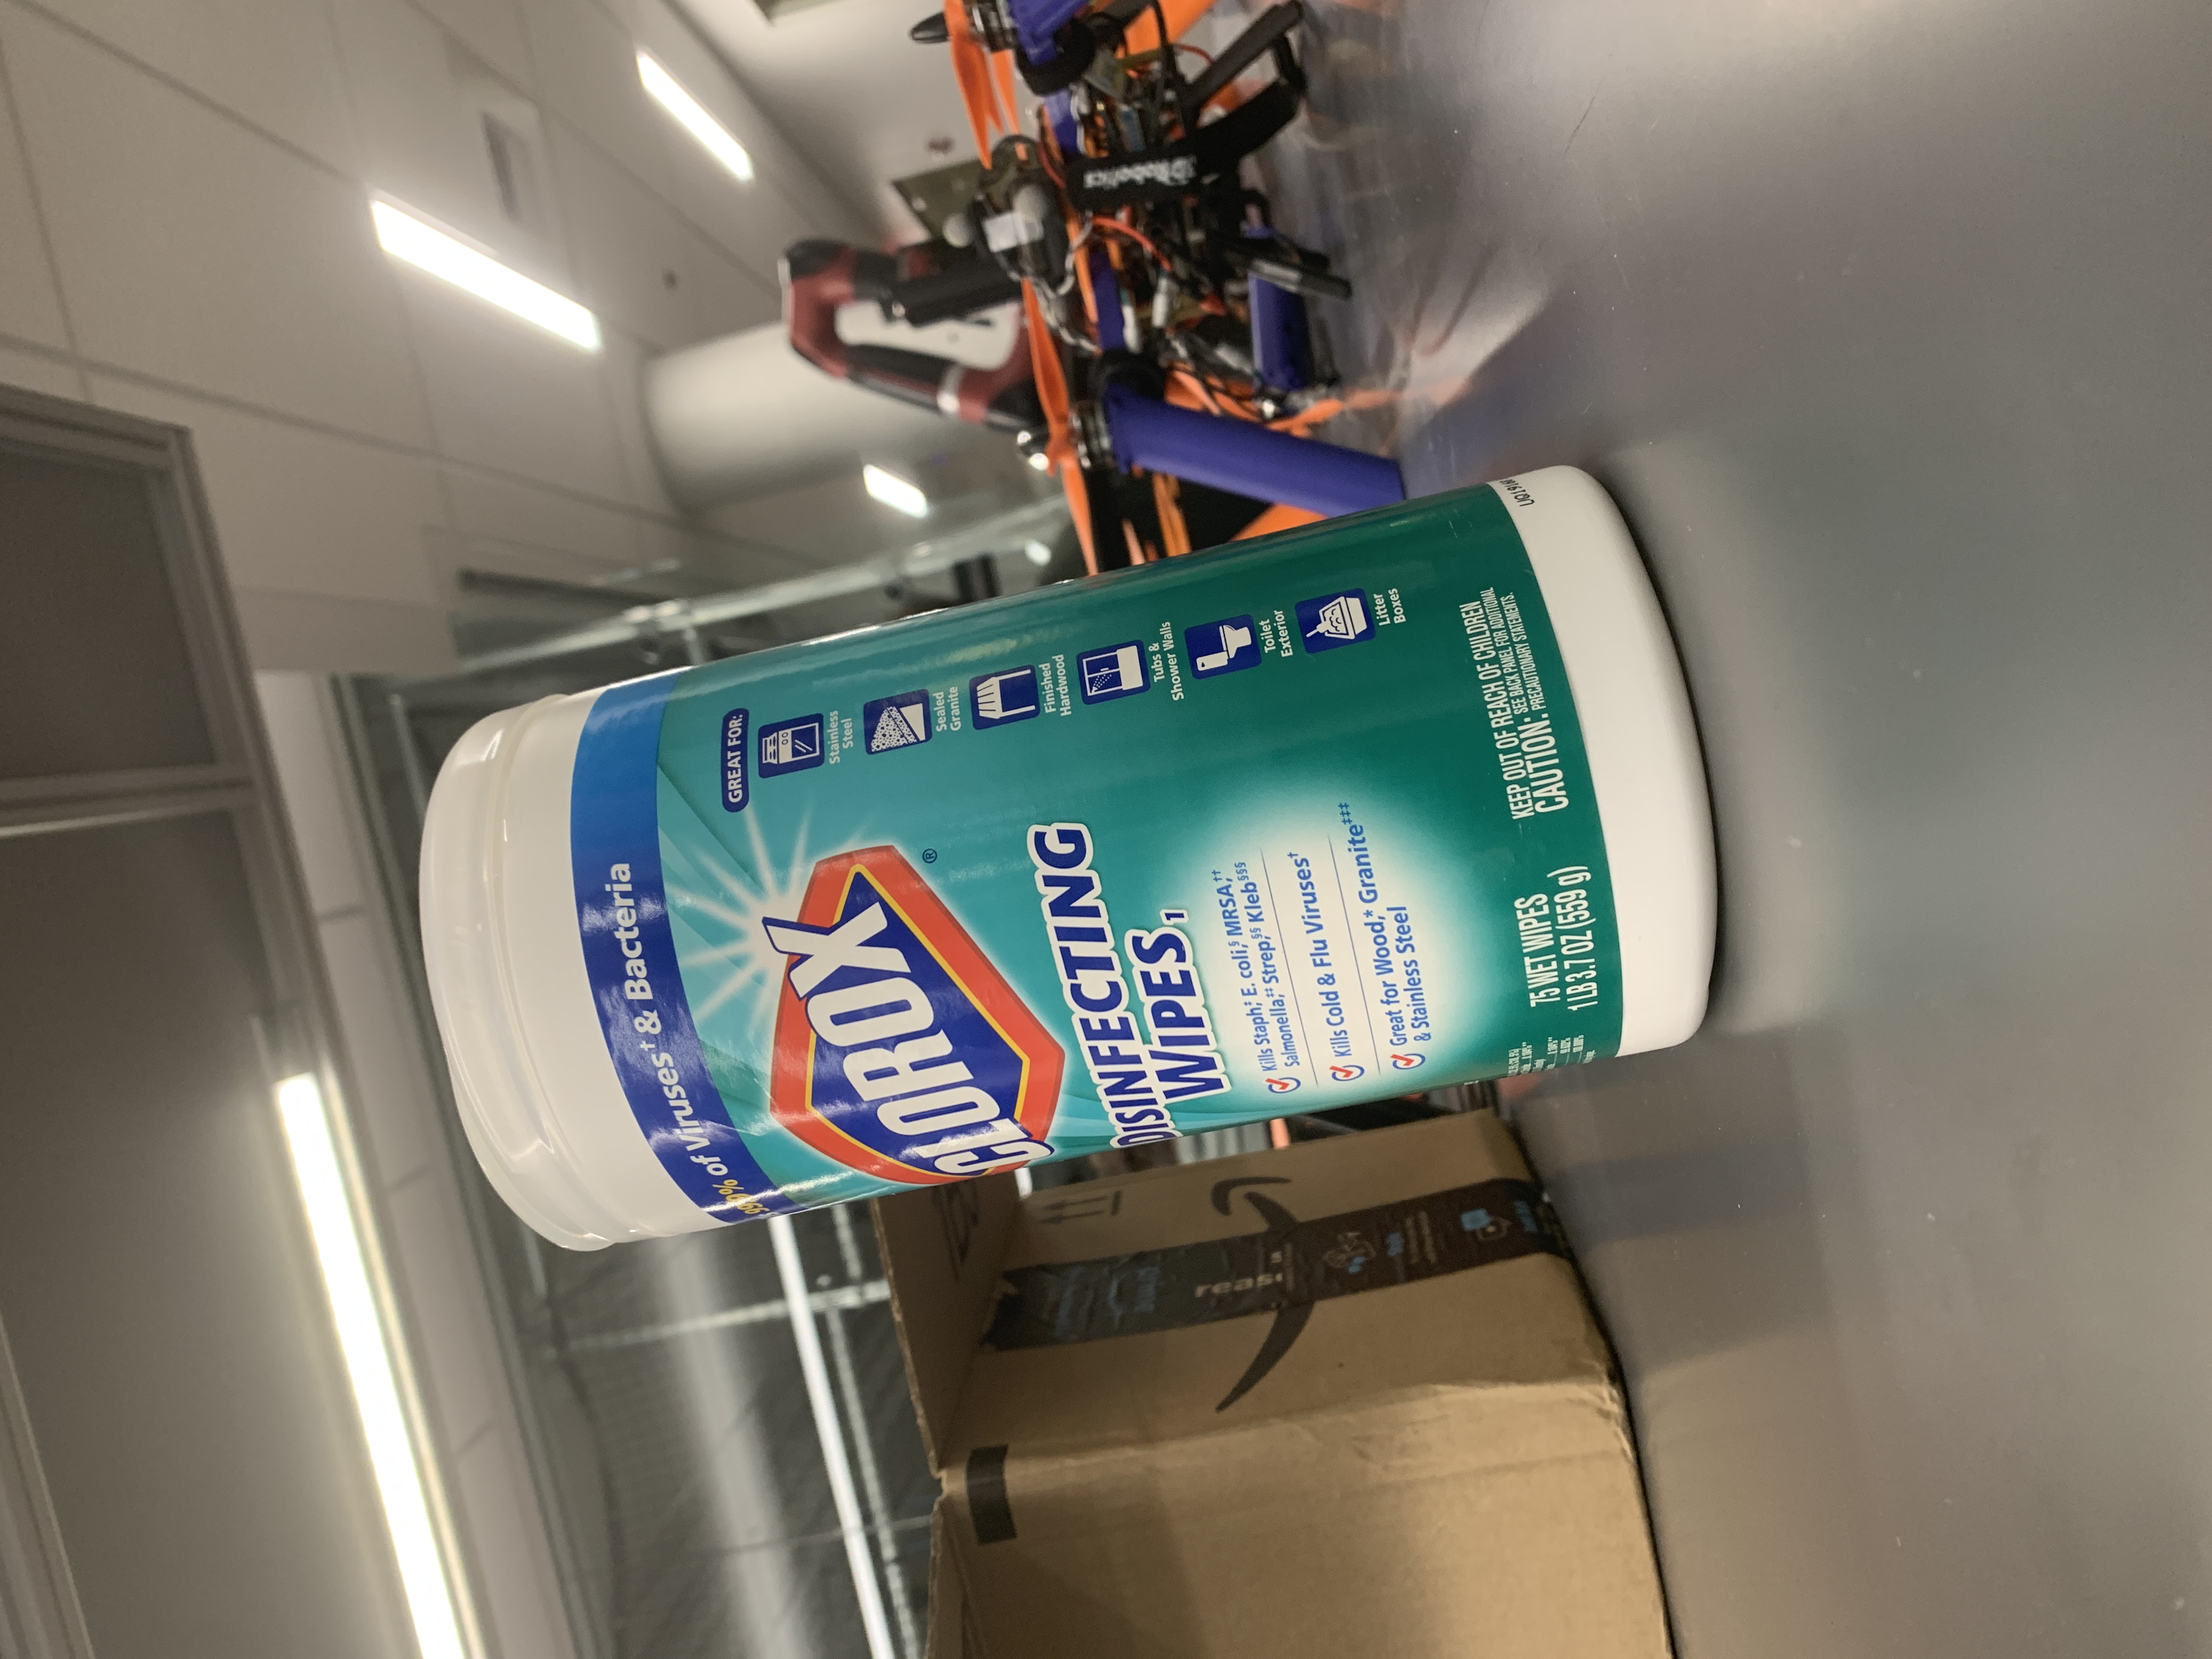 99.9% of Viruses† & Bacteria
CLOROX
®
DISINFECTING
WIPES₁
Kills Staph,‡ E. coli,§ MRSA,††
Salmonella,‡‡ Strep,§§ Kleb§§§
Kills Cold & Flu Viruses†
Great for Wood,* Granite‡‡‡
& Stainless Steel
75 WET WIPES
1 LB 3.7 OZ (559 g)
GREAT FOR:
Stainless
Steel
Sealed
Granite
Finished
Hardwood
Tubs &
Shower Walls
Toilet
Exterior
Litter
Boxes
KEEP OUT OF REACH OF CHILDREN
CAUTION:
SEE BACK PANEL FOR ADDITIONAL
PRECAUTIONARY STATEMENTS.
Robotics